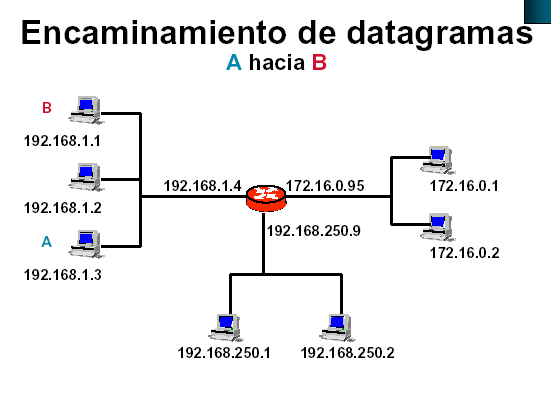 Encaminamiento de datagramas
A hacia B
B
192.168.1.1
192.168.1.2
A
192.168.1.3
192.168.1.4
172.16.0.95
192.168.250.9
172.16.0.1
172.16.0.2
192.168.250.1
192.168.250.2